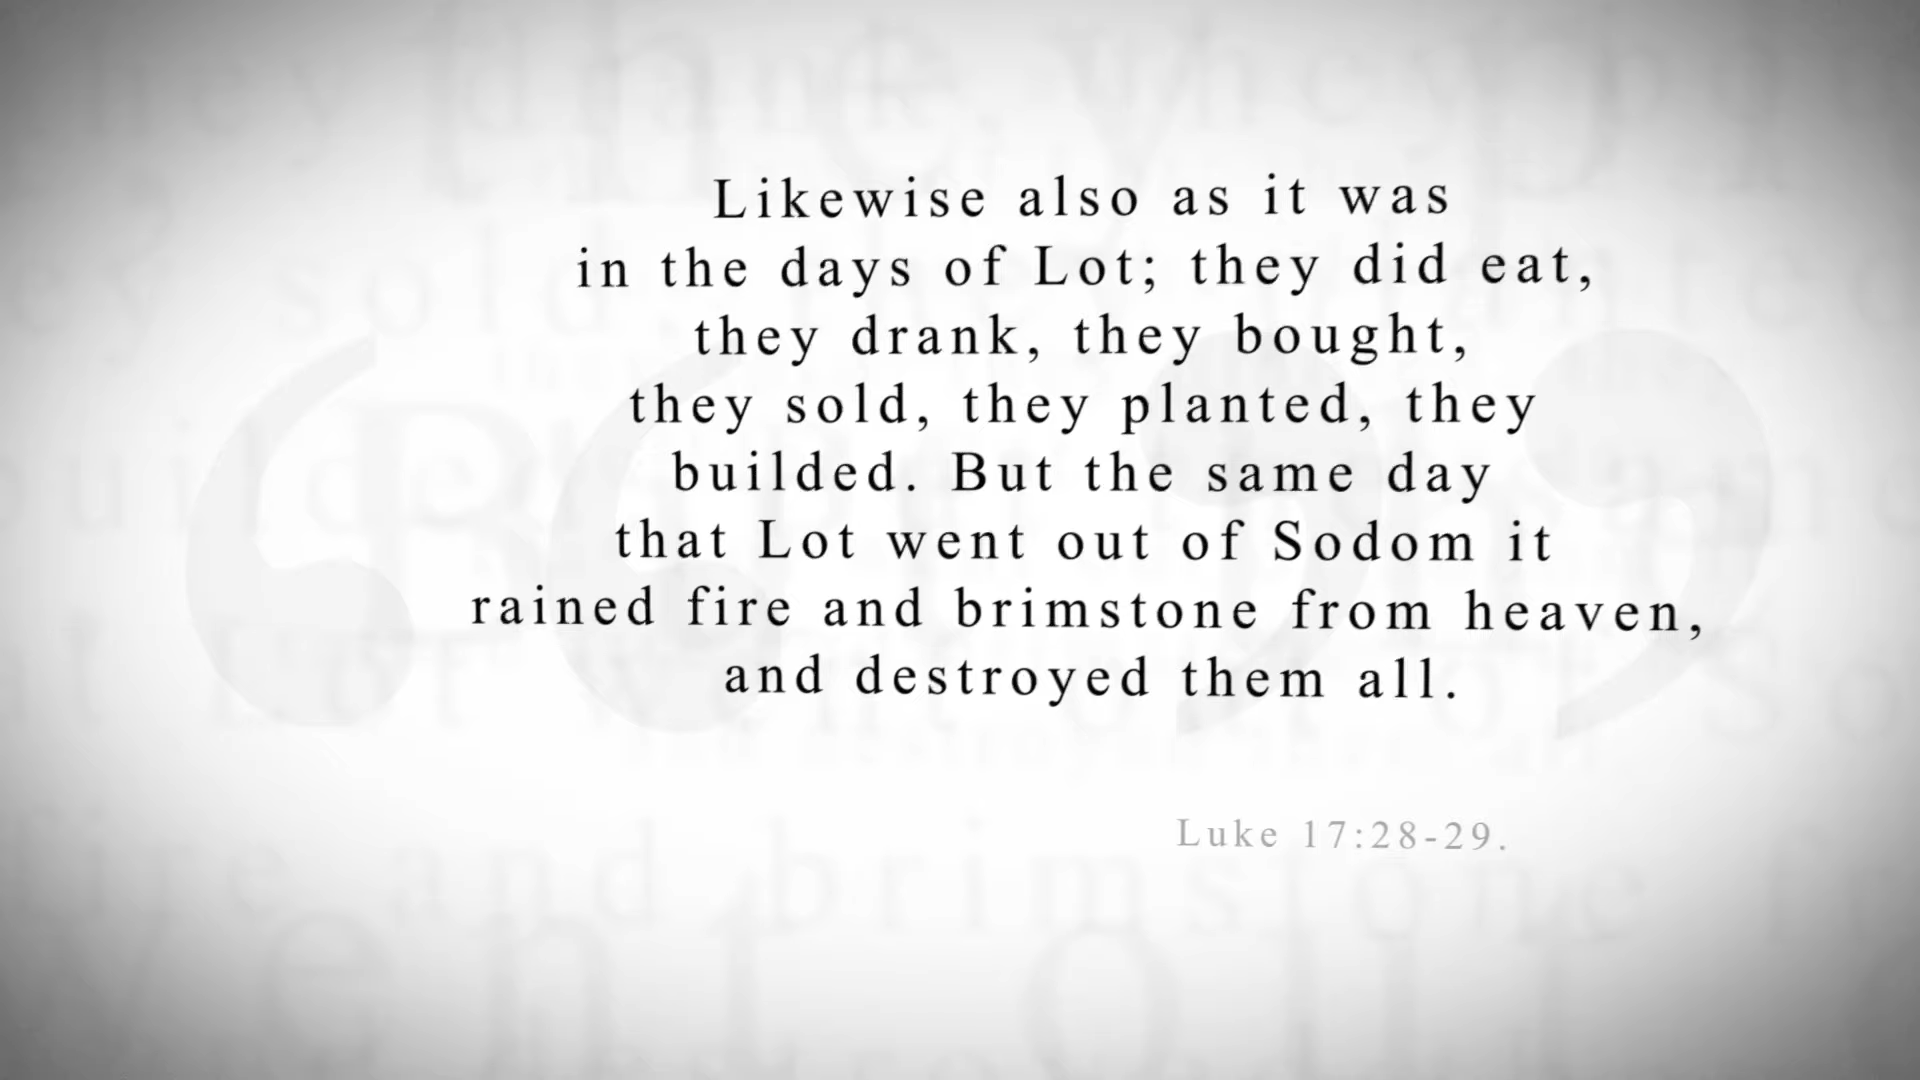 Likewise also as it was
in the days of Lot; they did eat,
they drank, they bought,
they sold, they planted, they
builded. But the same day
that Lot went out of Sodom it
rained fire and brimstone from heaven,
and destroyed them all.
Luke 17:28-29.